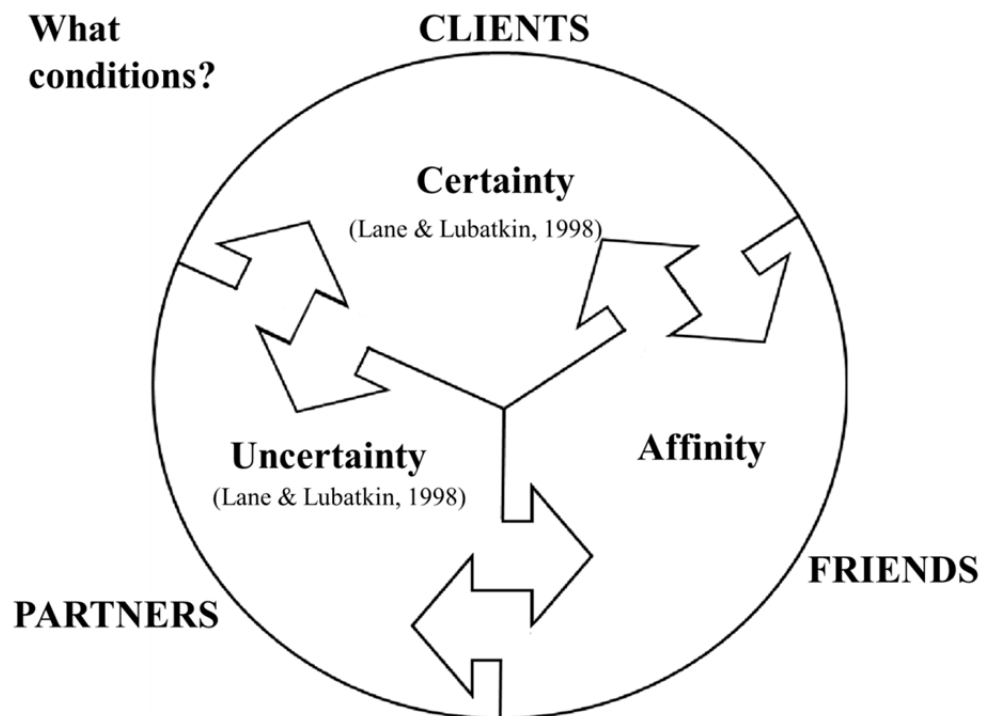 What
conditions?
CLIENTS
Certainty
(Lane & Lubatkin, 1998)
Uncertainty
(Lane & Lubatkin, 1998)
Affinity
PARTNERS
FRIENDS